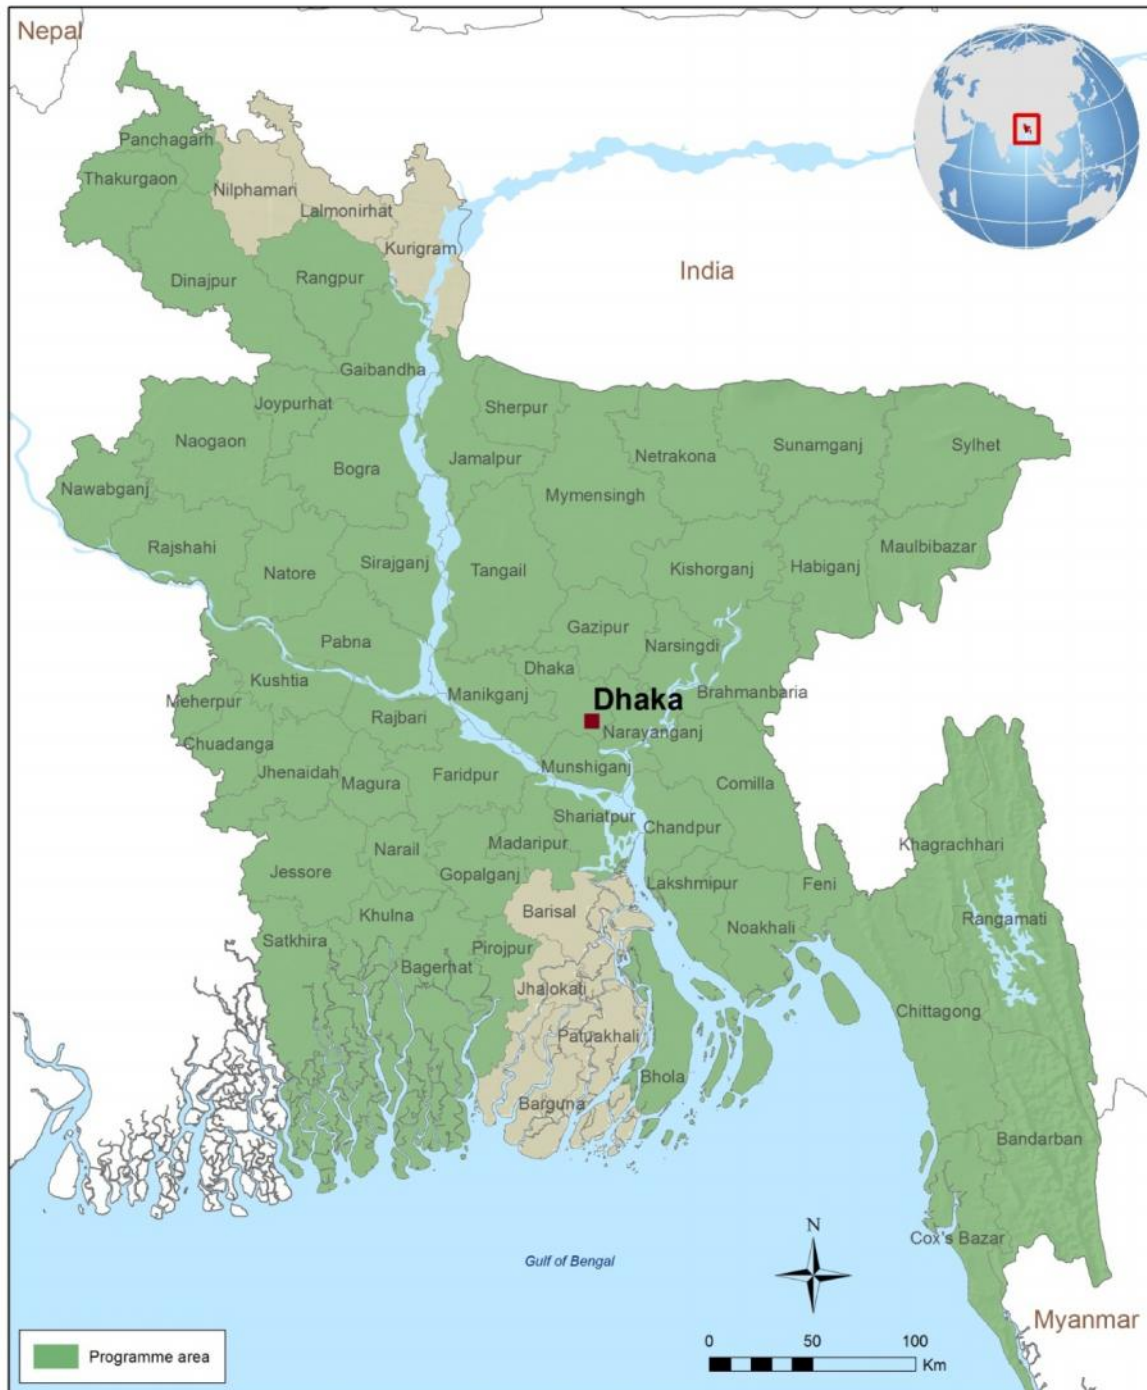 Nepal
Panchagarh
Thakurgaon
Nilphamari
Lalmonirhat
Kurigram
India
Dinajpur
Rangpur
Gaibandha
Joypurhat
Sherpur
Naogaon
Sunamganj
Sylhet
Netrakona
Jamalpur
Bogra
Nawabganj
Mymensingh
Rajshahi
Maulbibazar
Sirajganj
Natore
Tangail
Kishorganj
Habiganj
Gazipur
Pabna
Narsingdi
Dhaka
Kushtia
Manikganj
Brahmanbaria
Meherpur
Dhaka
Rajbari
Narayanganj
Chuadanga
Jhenaidah
Magura
Faridpur
Munshiganj
Comilla
Shariatpur
Chandpur
Madaripur
Khagrachhari
Narail
Jessore
Gopalganj
Lakshmipur
Feni
Barisal
Khulna
Rangamati
Noakhali
Satkhira
Pirojpur
Bagerhat
Jhalokati
Chittagong
Patuakhali
Bhola
Barguna
Bandarban
Cox's Bazar
N
Gulf of Bengal
Myanmar
0 50 100
Km
Programme area